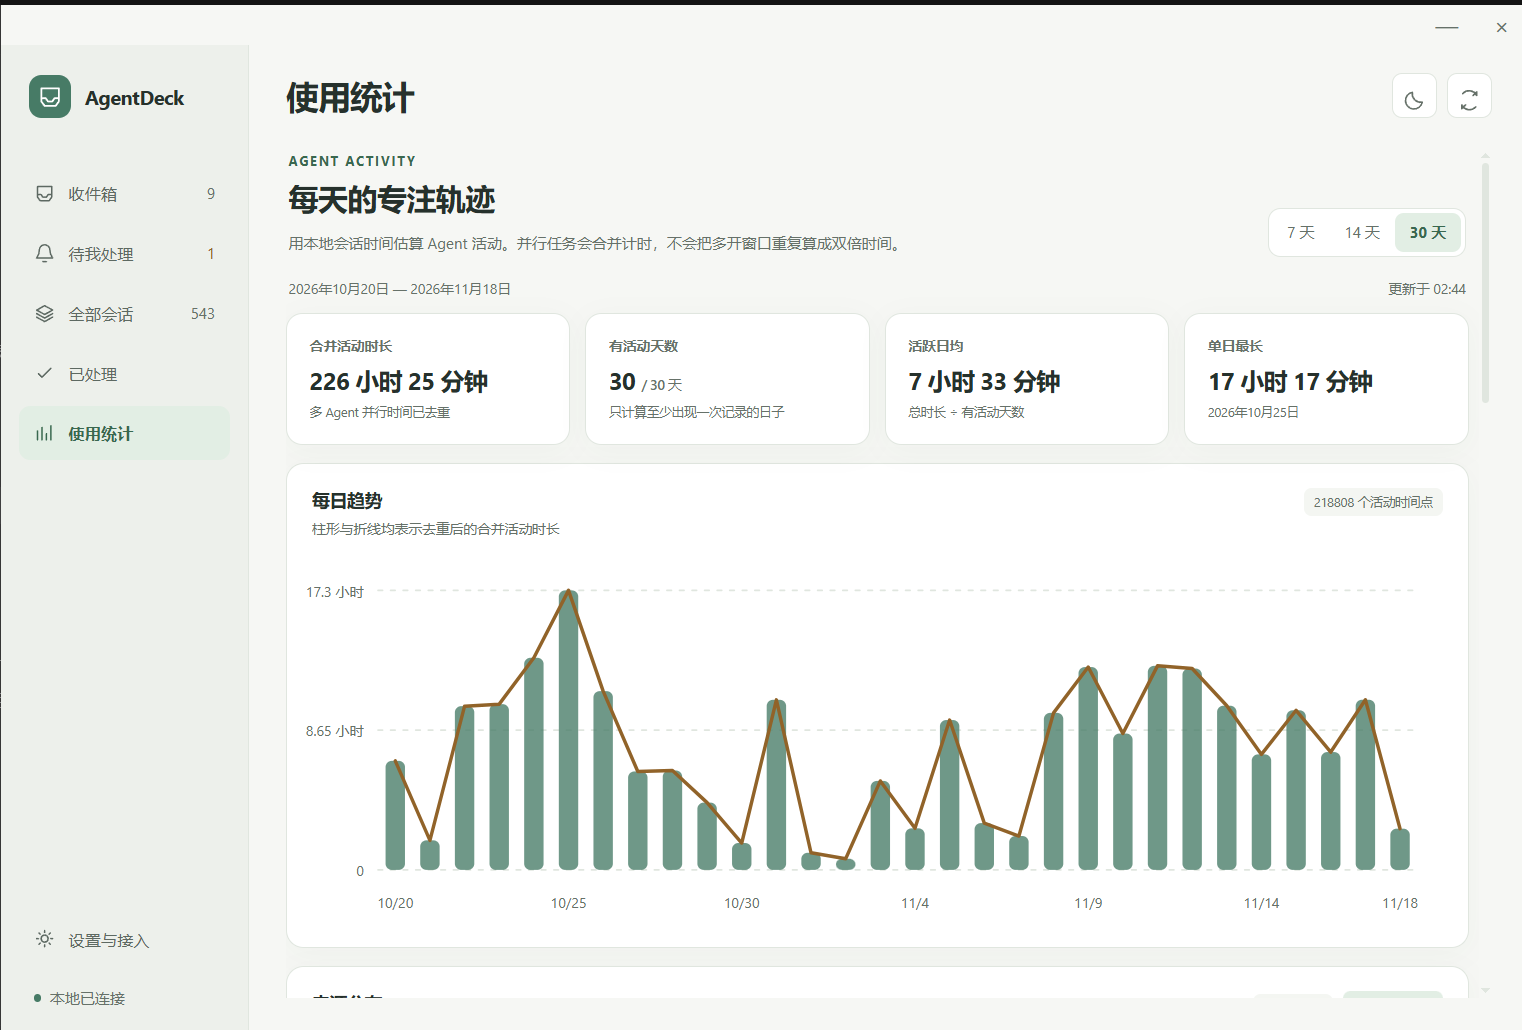 AgentDeck
收件箱 9
待我处理 1
全部会话 543
已处理
使用统计
设置与接入
本地已连接
使用统计
AGENT ACTIVITY
每天的专注轨迹
用本地会话时间估算 Agent 活动。并行任务会合并计时，不会把多开窗口重复算成双倍时间。
7 天 14 天 30 天
2026年10月20日 — 2026年11月18日
更新于 02:44
合并活动时长
226 小时 25 分钟
多 Agent 并行时间已去重
有活动天数
30 / 30 天
只计算至少出现一次记录的日子
活跃日均
7 小时 33 分钟
总时长 ÷ 有活动天数
单日最长
17 小时 17 分钟
2026年10月25日
每日趋势
柱形与折线均表示去重后的合并活动时长
218808 个活动时间点
17.3 小时
8.65 小时
0
10/20 10/25 10/30 11/4 11/9 11/14 11/18